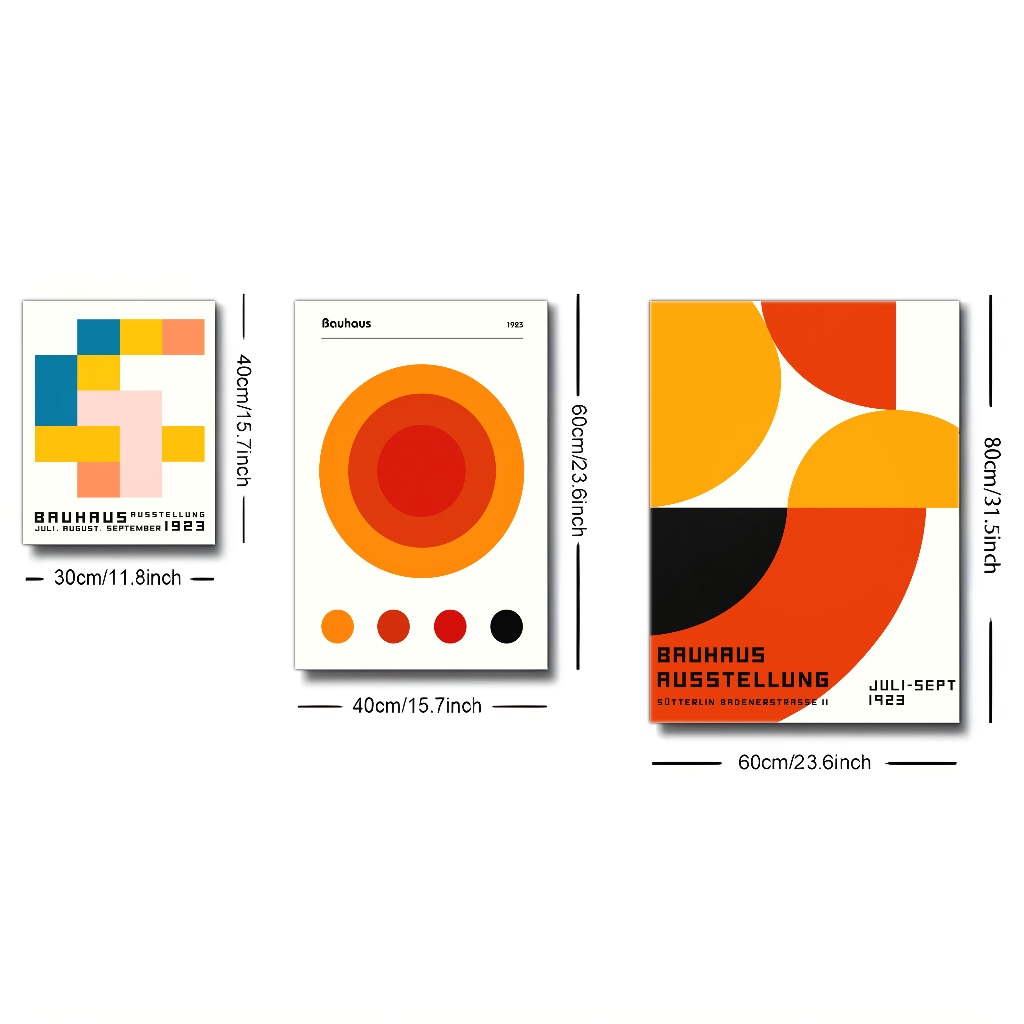 BAUHAUS AUSSTELLUNG
JULI. AUGUST. SEPTEMBER 1923
40cm/15.7inch
30cm/11.8inch
Bauhaus 1923
60cm/23.6inch
40cm/15.7inch
BAUHAUS
AUSSTELLUNG
SÜTTERLIN BADENERSTRASSE II
JULI-SEPT
1923
80cm/31.5inch
60cm/23.6inch